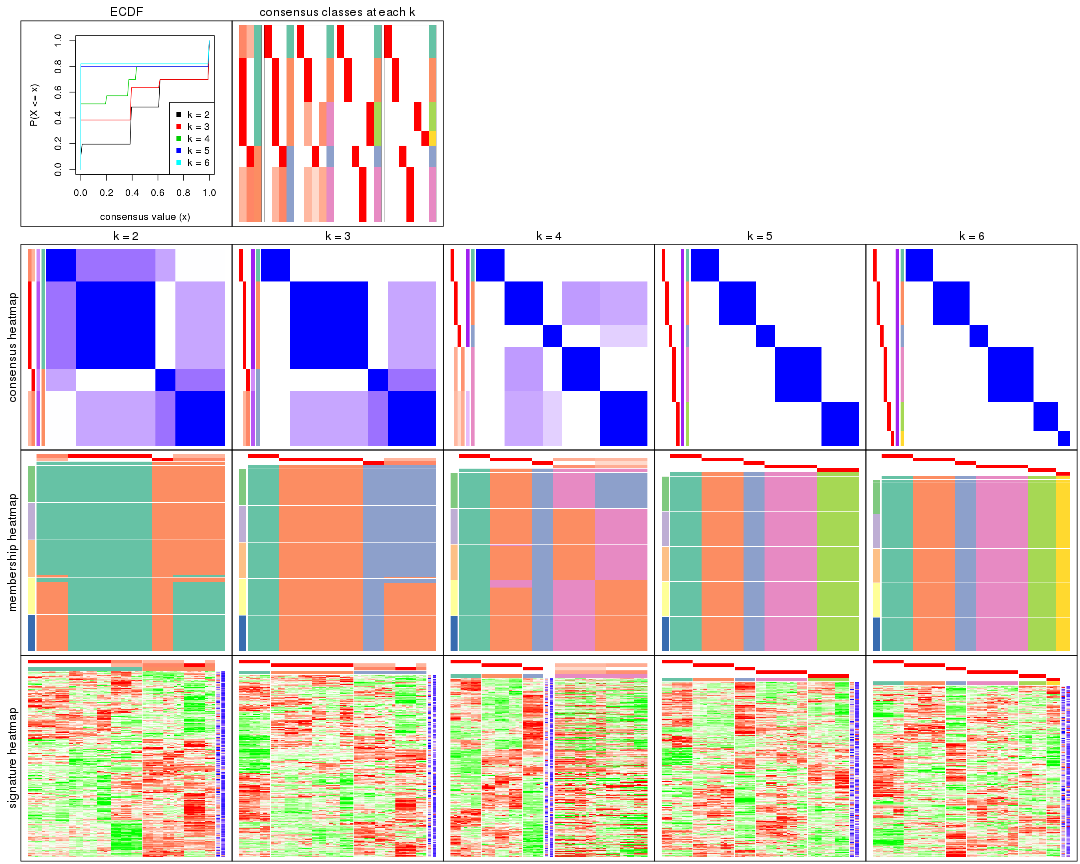 ECDF
consensus classes at each k
P(X <= x)
1.0
0.8
0.6
0.4
0.2
0.0
k = 2
k = 3
k = 4
k = 5
k = 6
0.0 0.2 0.4 0.6 0.8 1.0
consensus value (x)
k = 2 k = 3 k = 4 k = 5 k = 6
consensus heatmap
membership heatmap
signature heatmap